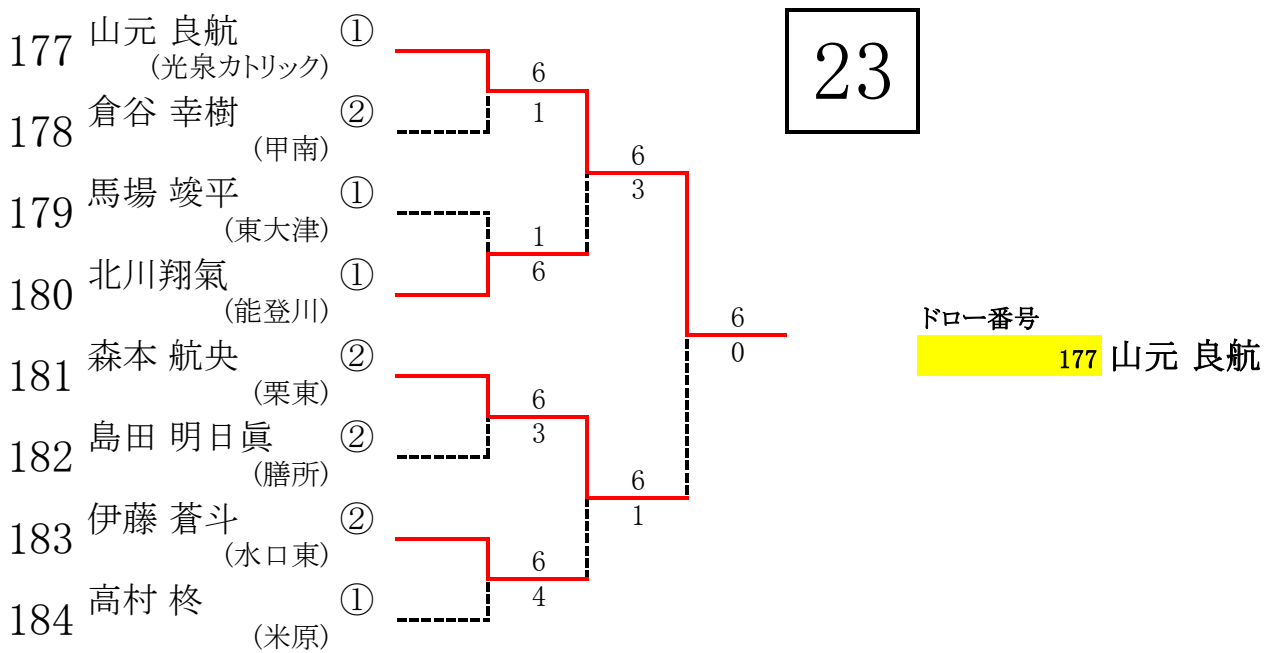 23
177 山元 良航 ①
(光泉カトリック)
6
1
178 倉谷 幸樹 ②
(甲南)
6
3
179 馬場 竣平 ①
(東大津)
1
6
180 北川翔氣 ①
(能登川)
6
0
ドロー番号
177 山元 良航
181 森本 航央 ②
(栗東)
6
3
182 島田 明日眞 ②
(膳所)
6
1
183 伊藤 蒼斗 ②
(水口東)
6
4
184 高村 柊 ①
(米原)